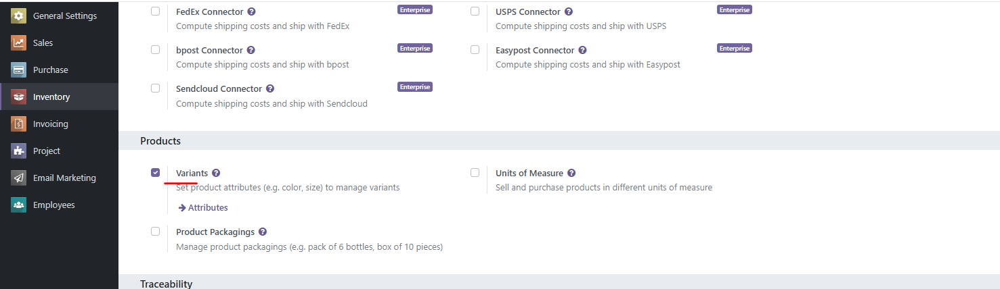 General Settings
Sales
Purchase
Inventory
Invoicing
Project
Email Marketing
Employees
FedEx Connector ?
Enterprise
Compute shipping costs and ship with FedEx
USPS Connector ?
Enterprise
Compute shipping costs and ship with USPS
bpost Connector ?
Enterprise
Compute shipping costs and ship with bpost
Easypost Connector ?
Enterprise
Compute shipping costs and ship with Easypost
Sendcloud Connector ?
Enterprise
Compute shipping costs and ship with Sendcloud
Products
Variants ?
Set product attributes (e.g. color, size) to manage variants
Attributes
Units of Measure ?
Sell and purchase products in different units of measure
Product Packagings ?
Manage product packagings (e.g. pack of 6 bottles, box of 10 pieces)
Traceability